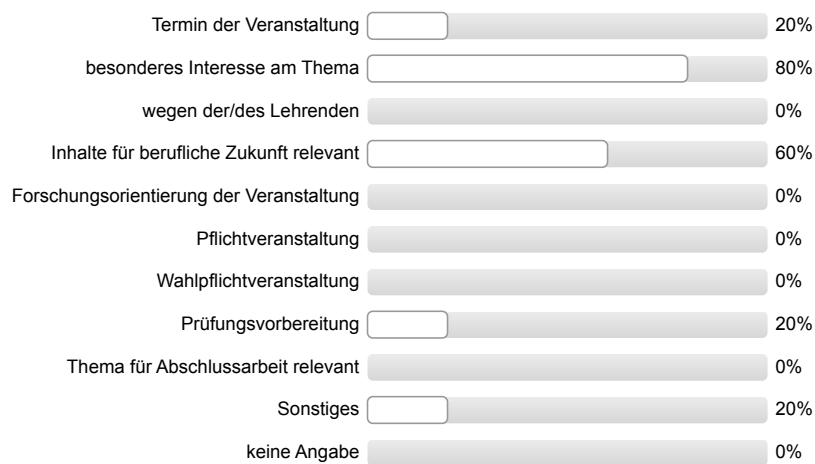 Termin der Veranstaltung 20%
besonderes Interesse am Thema 80%
wegen der/des Lehrenden 0%
Inhalte für berufliche Zukunft relevant 60%
Forschungsorientierung der Veranstaltung 0%
Pflichtveranstaltung 0%
Wahlpflichtveranstaltung 0%
Prüfungsvorbereitung 20%
Thema für Abschlussarbeit relevant 0%
Sonstiges 20%
keine Angabe 0%